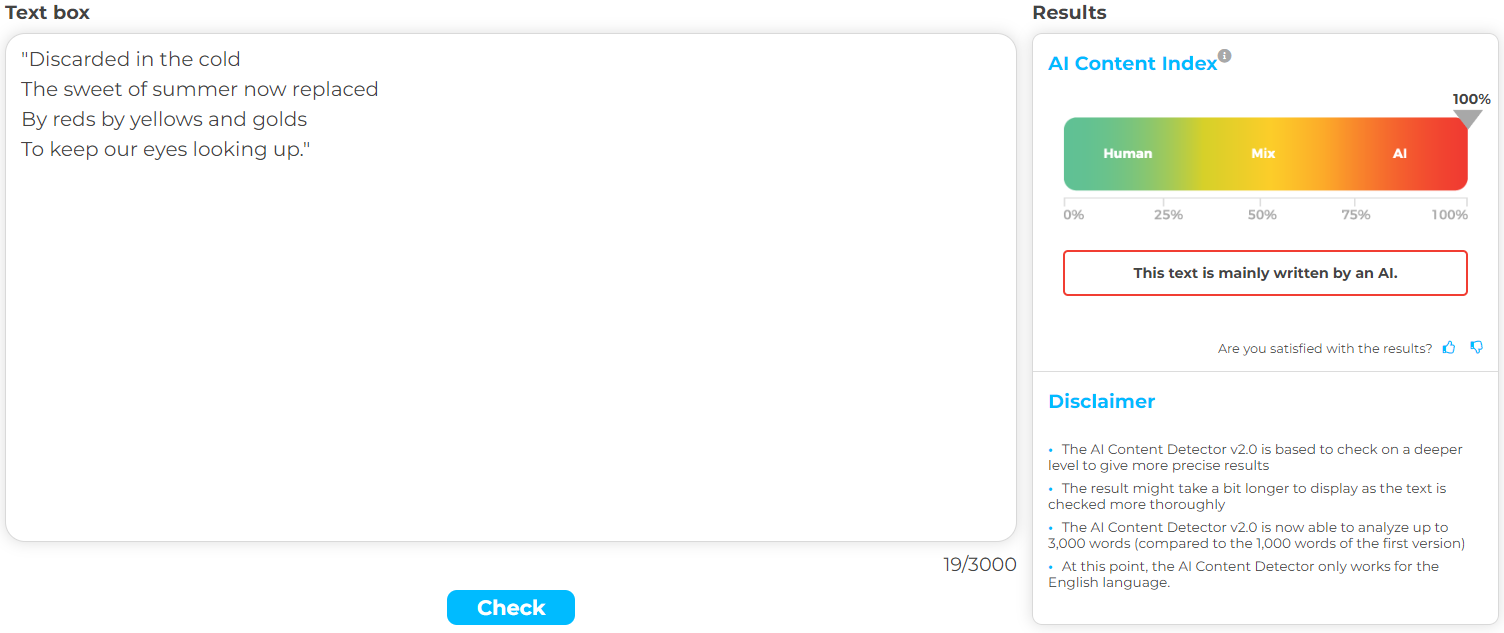 Text box
"Discarded in the cold
The sweet of summer now replaced
By reds by yellows and golds
To keep our eyes looking up."
19/3000
Check
Results
AI Content Index
100%
Human Mix AI
0% 25% 50% 75% 100%
This text is mainly written by an AI.
Are you satisfied with the results?
Disclaimer
• The AI Content Detector v2.0 is based to check on a deeper
level to give more precise results
• The result might take a bit longer to display as the text is
checked more thoroughly
• The AI Content Detector v2.0 is now able to analyze up to
3,000 words (compared to the 1,000 words of the first version)
• At this point, the AI Content Detector only works for the
English language.